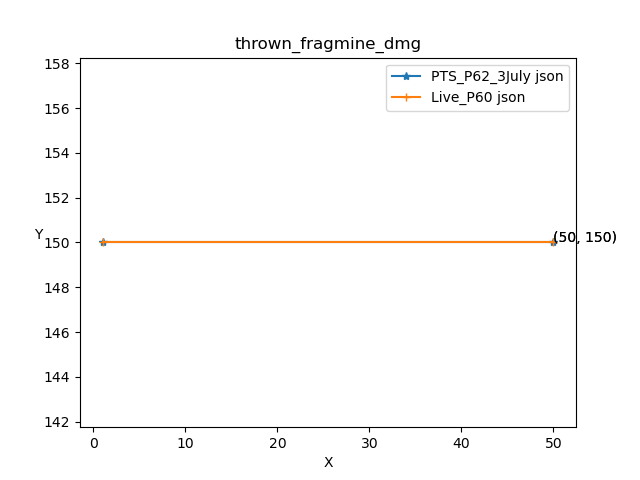 thrown_fragmine_dmg
158
156
154
152
150
148
146
144
142
Y
PTS_P62_3July json
Live_P60 json
(50, 150)
0 10 20 30 40 50
X